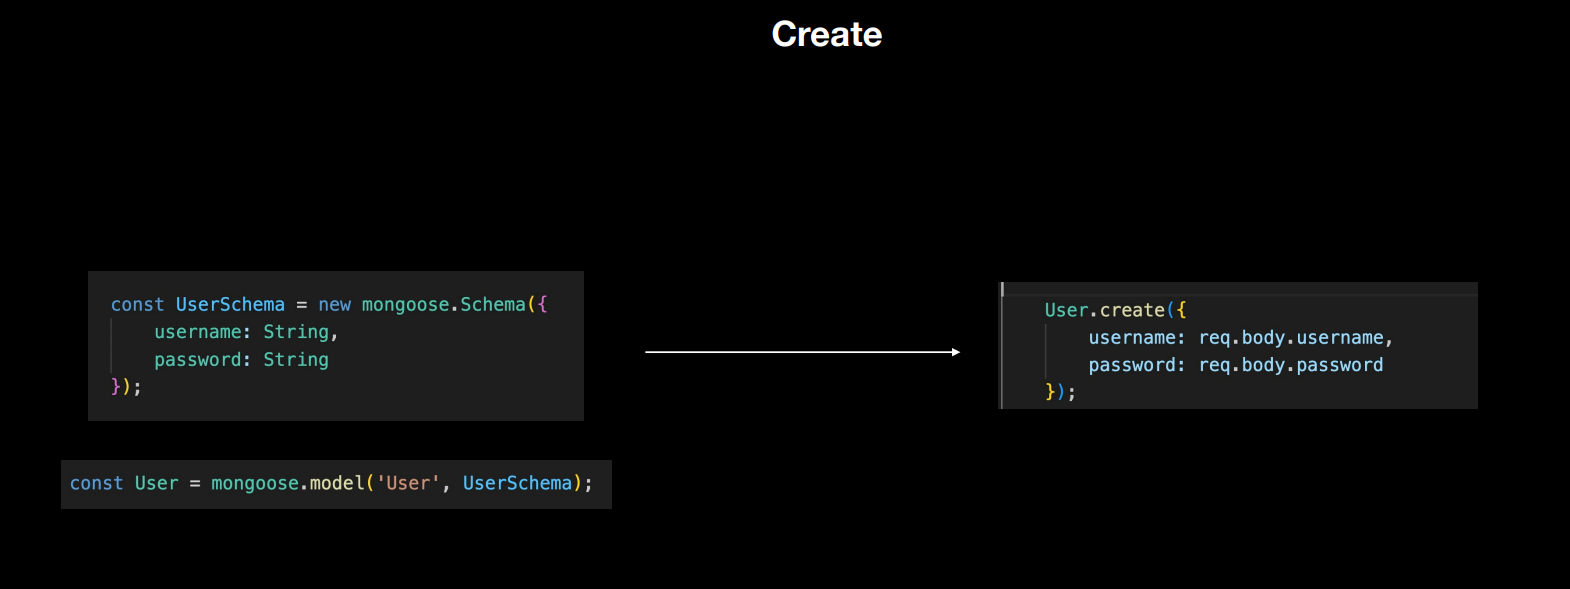 Create
const UserSchema = new mongoose.Schema({
    username: String,
    password: String
});
const User = mongoose.model('User', UserSchema);
User.create({
    username: req.body.username,
    password: req.body.password
});